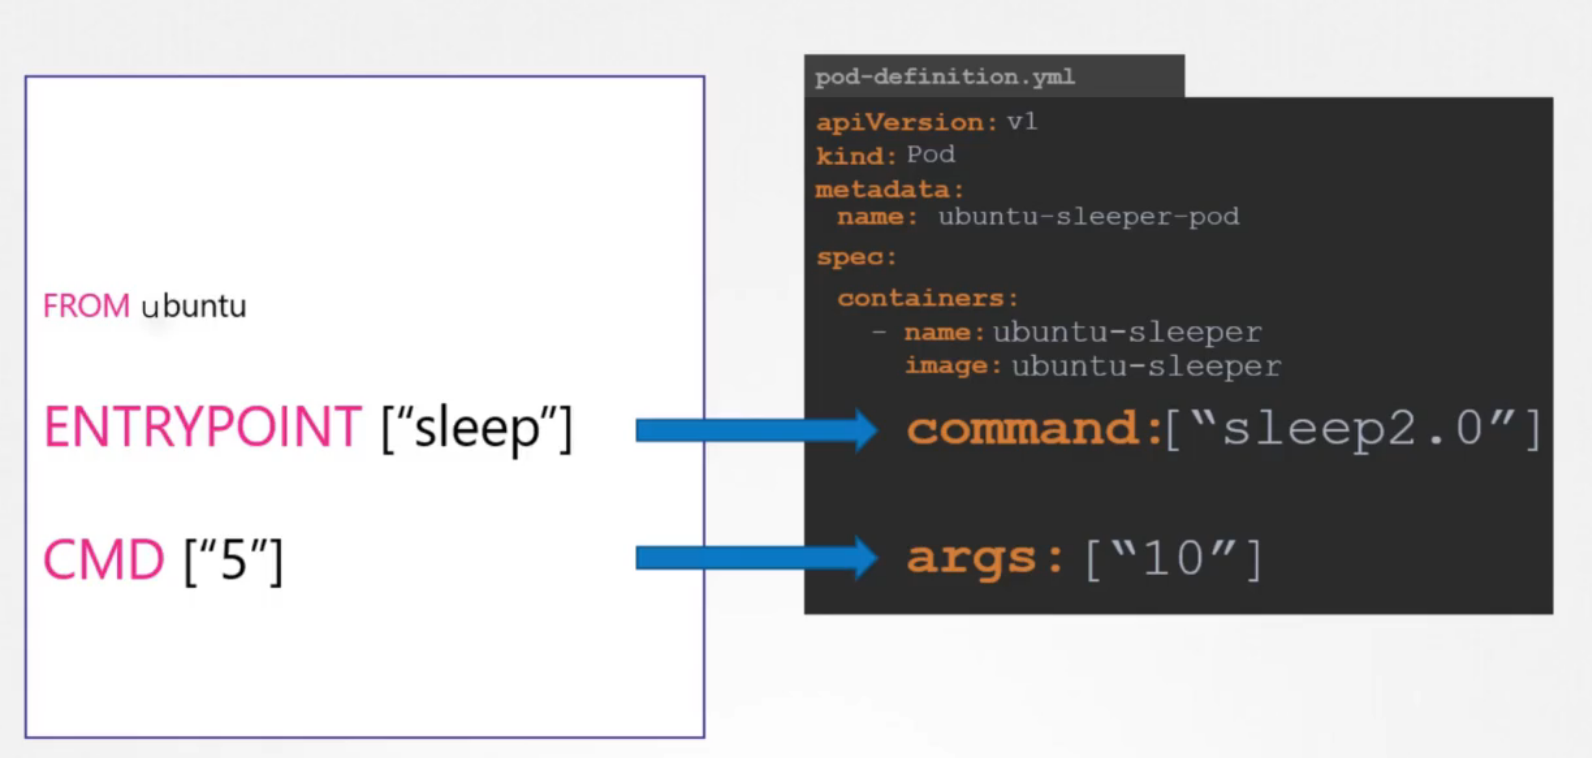 FROM ubuntu
ENTRYPOINT [“sleep”]
CMD [“5”]
pod-definition.yml
apiVersion: v1
kind: Pod
metadata:
name: ubuntu-sleeper-pod
spec:
containers:
- name: ubuntu-sleeper
image: ubuntu-sleeper
command:[“sleep2.0”]
args: [“10”]